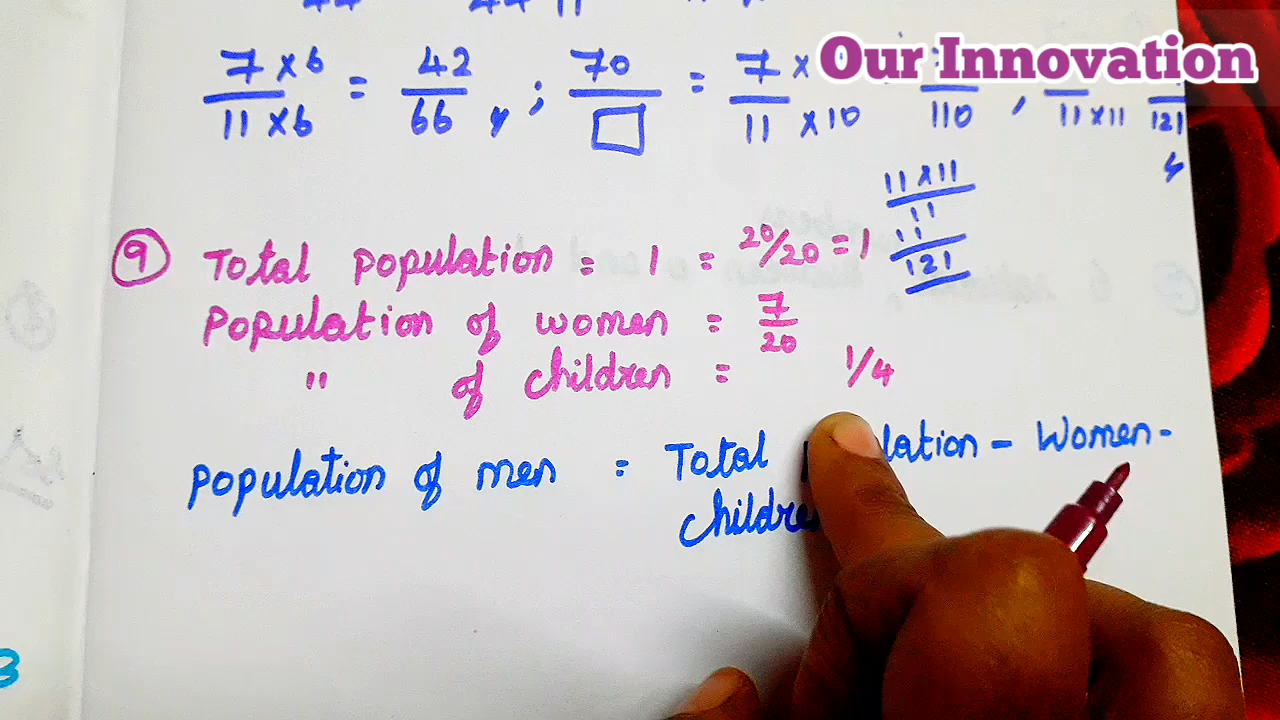 Our Innovation
7 x 6 / 11 x 6 = 42 / 66 ; 70 / □ = 7 x / 11 x 10 = / 110 , / 11 x 11 / 121
11 x 11
11
11
121
9 Total population = 1 = 20/20 = 1
Population of women = 7/20
" of children = 1/4
Population of men = Total lation - Women -
children